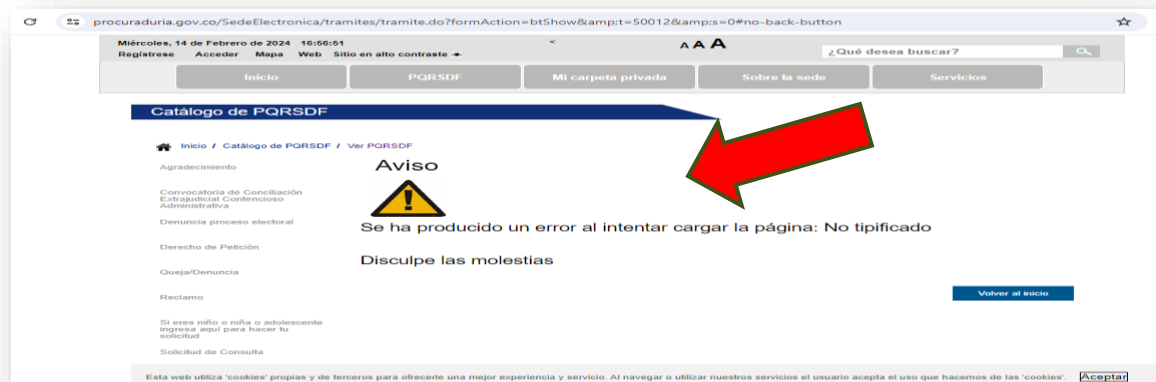 procuraduria.gov.co/SedeElectronica/tramites/tramite.do?formAction=btShow&amp;t=50012&amp;s=0#no-back-button
Miércoles, 14 de Febrero de 2024 16:56:51
< A A A
Regístrese Acceder Mapa Web Sitio en alto contraste
¿Qué desea buscar?
Inicio PQRSDF Mi carpeta privada Sobre la sede Servicios
Catálogo de PQRSDF
Inicio / Catálogo de PQRSDF / Ver PQRSDF
Agradecimiento
Convocatoria de Conciliación
Extrajudicial Contencioso
Administrativa
Denuncia proceso electoral
Derecho de Petición
Queja/Denuncia
Reclamo
Si eres niño o niña o adolescente
ingresa aquí para hacer tu
solicitud
Solicitud de Consulta
Aviso
Se ha producido un error al intentar cargar la página: No tipificado
Disculpe las molestias
Volver al inicio
Esta web utiliza 'cookies' propias y de terceros para ofrecerle una mejor experiencia y servicio. Al navegar o utilizar nuestros servicios el usuario acepta el uso que hacemos de las 'cookies'. Aceptar